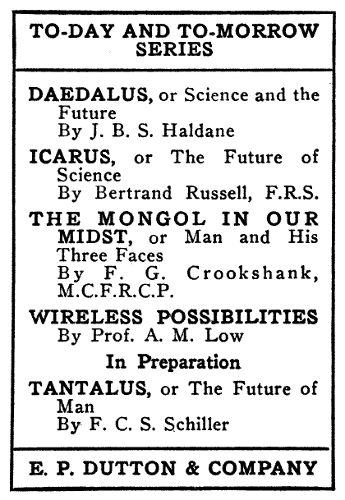 TO-DAY AND TO-MORROW
SERIES
DAEDALUS, or Science and the
Future
By J. B. S. Haldane
ICARUS, or The Future of
Science
By Bertrand Russell, F.R.S.
THE MONGOL IN OUR
MIDST, or Man and His
Three Faces
By F. G. Crookshank,
M.C.F.R.C.P.
WIRELESS POSSIBILITIES
By Prof. A. M. Low
In Preparation
TANTALUS, or The Future of
Man
By F. C. S. Schiller
E. P. DUTTON & COMPANY